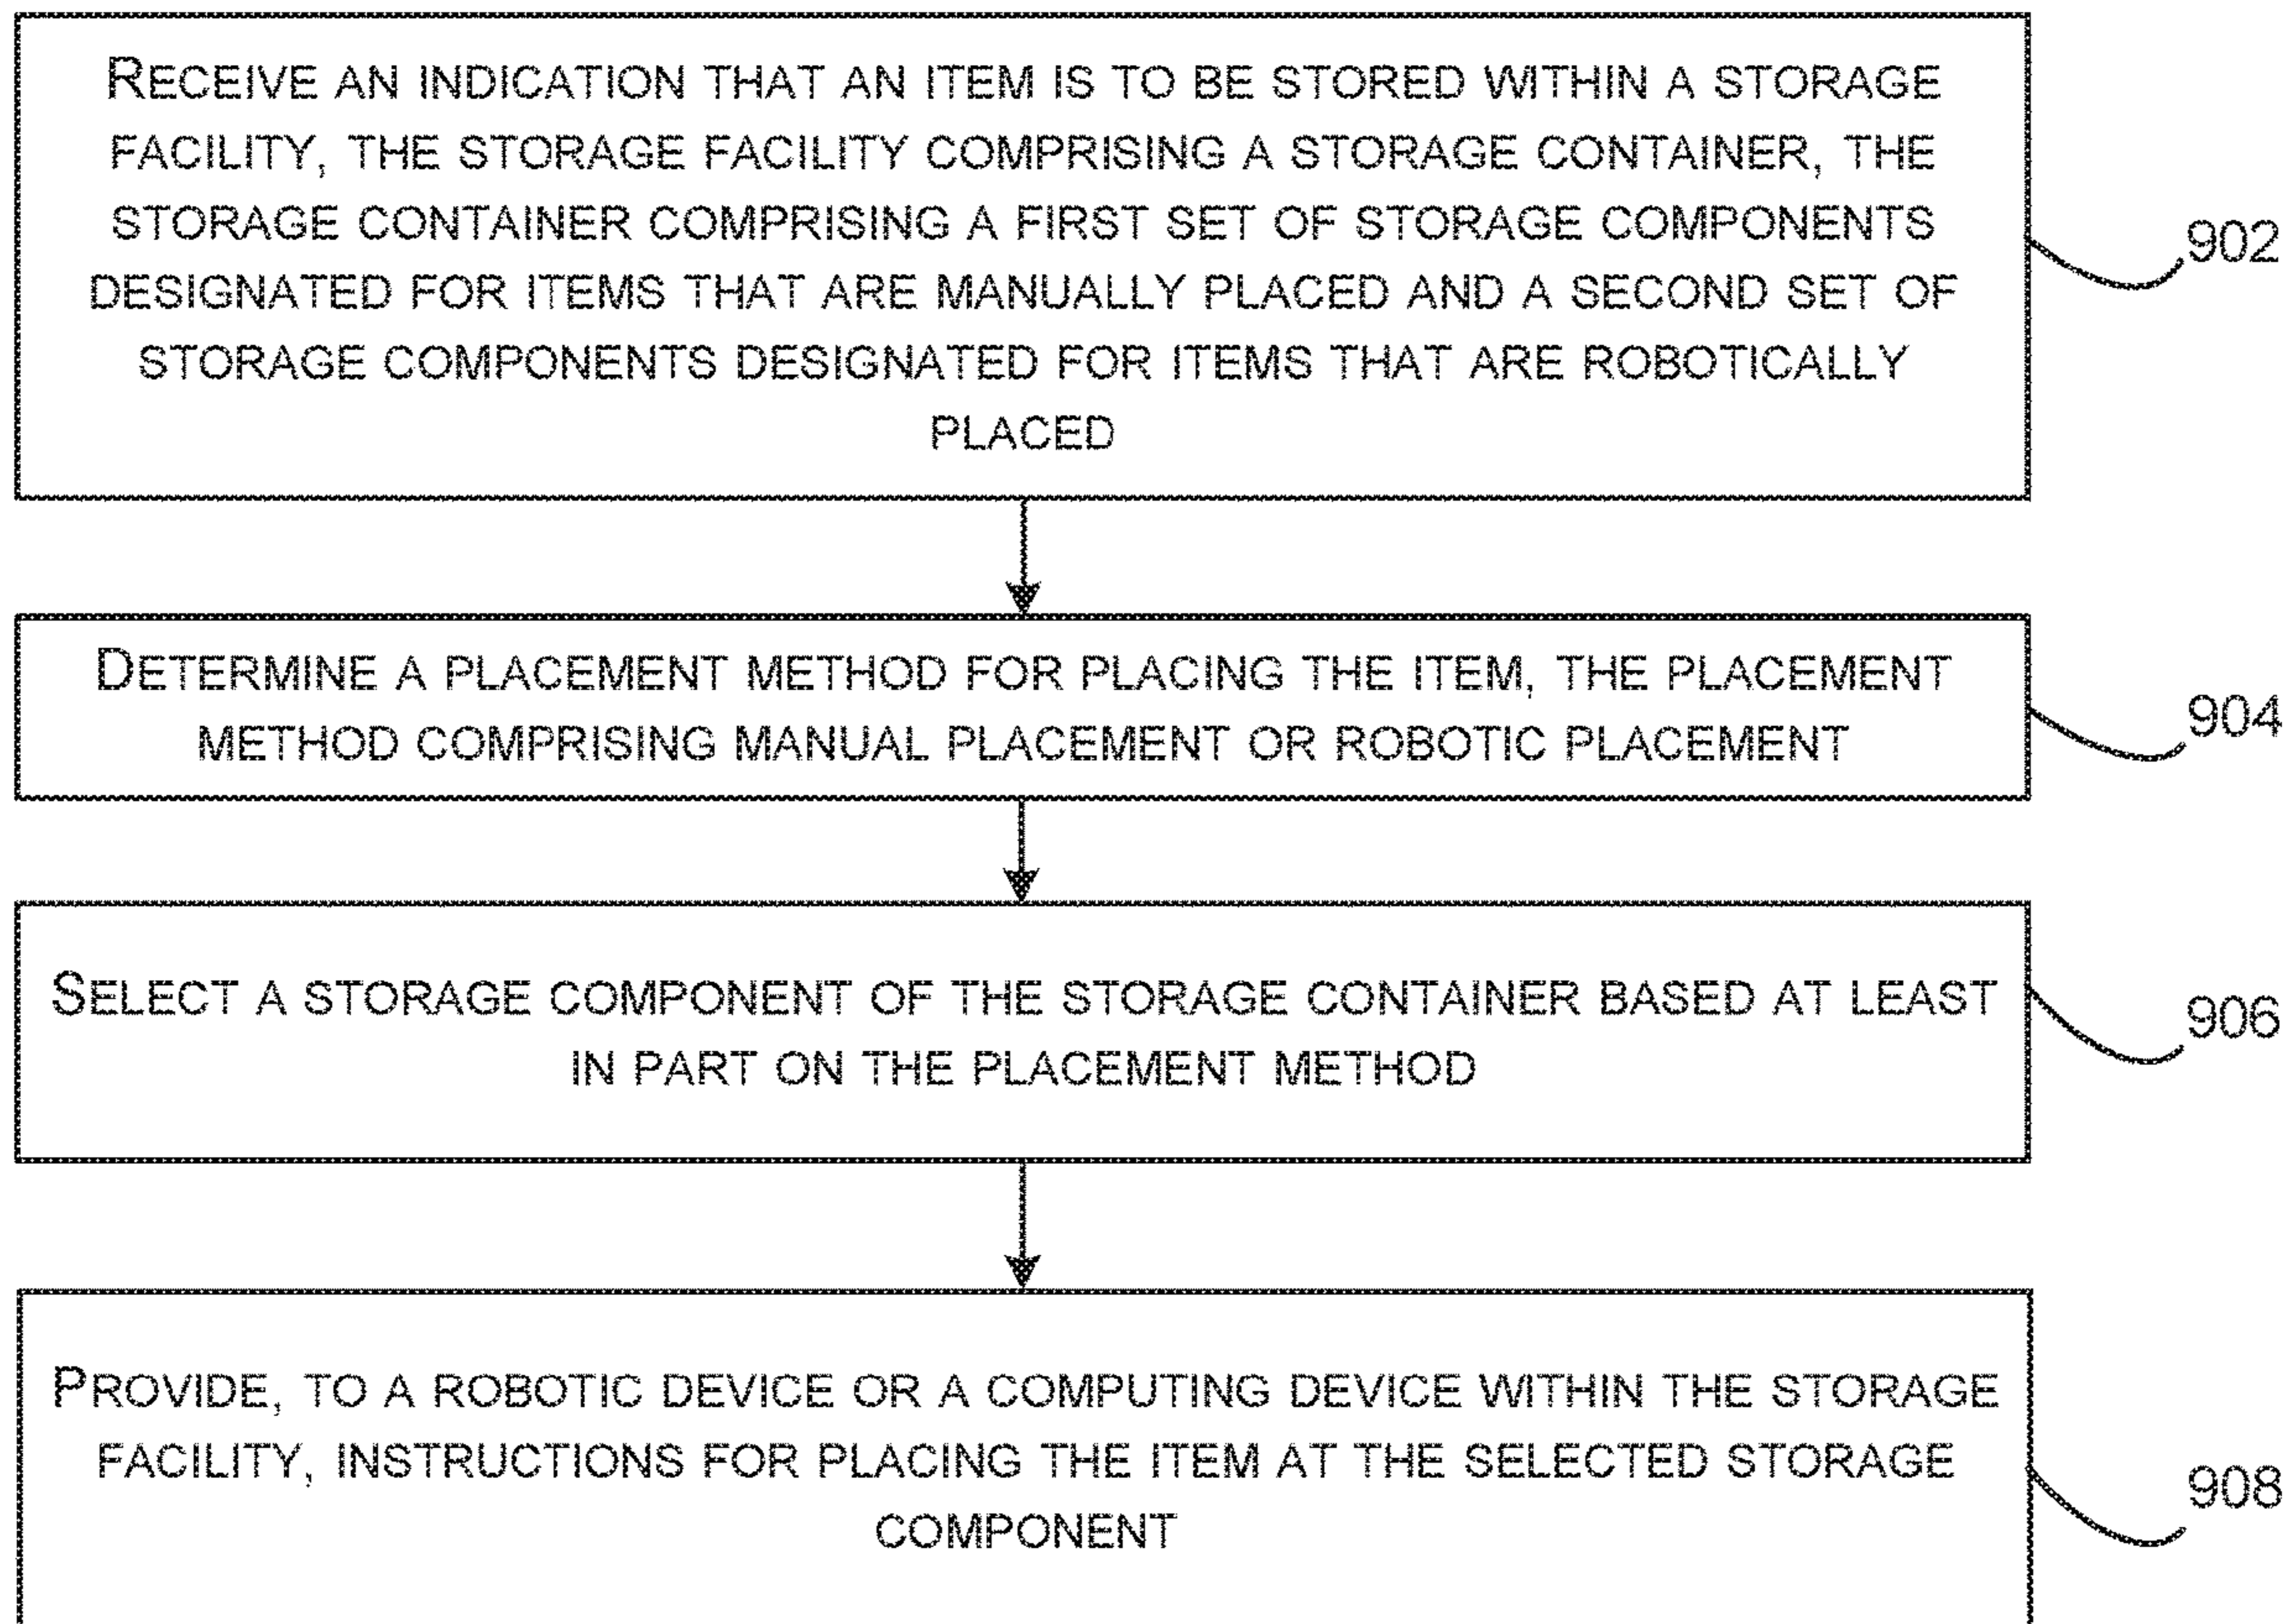 RECEIVE AN INDICATION THAT AN ITEM IS TO BE STORED WITHIN A STORAGE
FACILITY, THE STORAGE FACILITY COMPRISING A STORAGE CONTAINER, THE
STORAGE CONTAINER COMPRISING A FIRST SET OF STORAGE COMPONENTS
DESIGNATED FOR ITEMS THAT ARE MANUALLY PLACED AND A SECOND SET OF
STORAGE COMPONENTS DESIGNATED FOR ITEMS THAT ARE ROBOTICALLY
PLACED
902
DETERMINE A PLACEMENT METHOD FOR PLACING THE ITEM, THE PLACEMENT
METHOD COMPRISING MANUAL PLACEMENT OR ROBOTIC PLACEMENT
904
SELECT A STORAGE COMPONENT OF THE STORAGE CONTAINER BASED AT LEAST
IN PART ON THE PLACEMENT METHOD
906
PROVIDE, TO A ROBOTIC DEVICE OR A COMPUTING DEVICE WITHIN THE STORAGE
FACILITY, INSTRUCTIONS FOR PLACING THE ITEM AT THE SELECTED STORAGE
COMPONENT
908